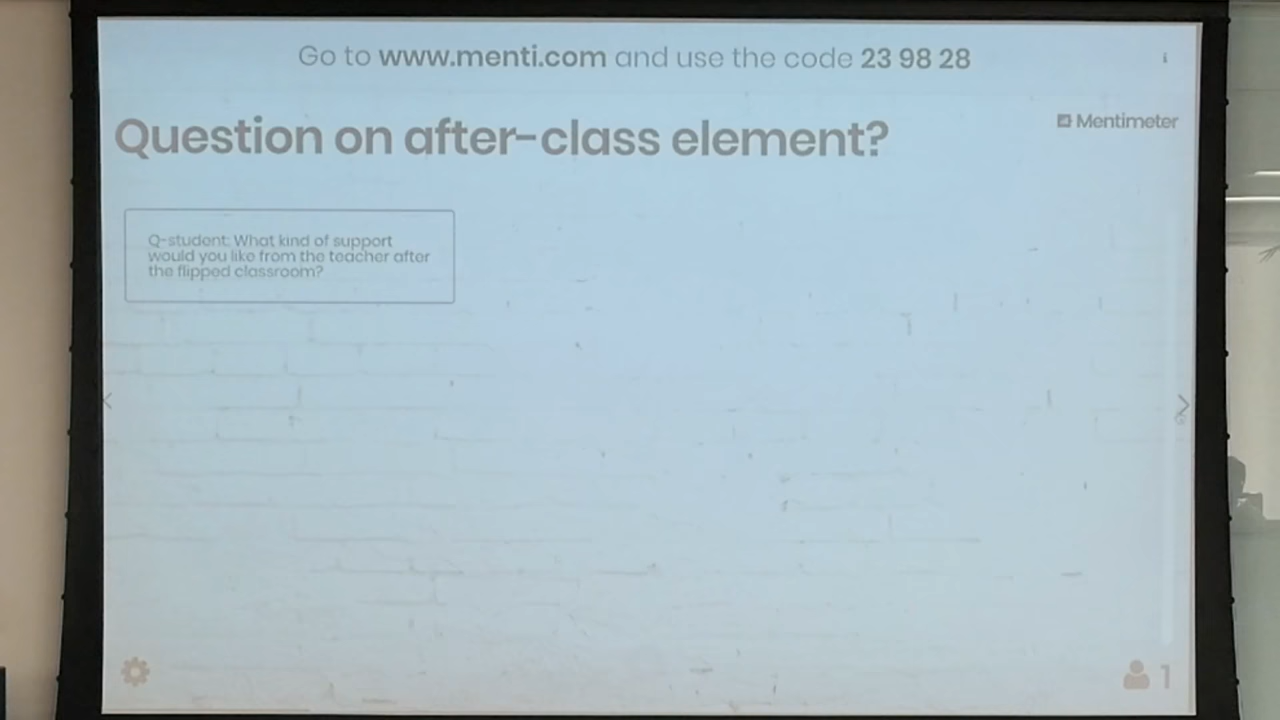 Go to www.menti.com and use the code 23 98 28
Mentimeter
Question on after-class element?
Q-student: What kind of support
would you like from the teacher after
the flipped classroom?
1